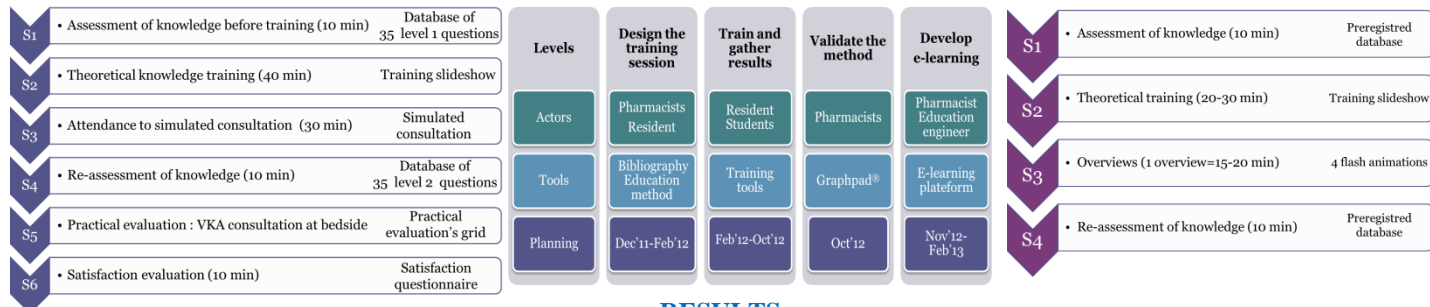 S1
• Assessment of knowledge before training (10 min)
Database of
35 level 1 questions
S2
• Theoretical knowledge training (40 min)
Training slideshow
S3
• Attendance to simulated consultation (30 min)
Simulated
consultation
S4
• Re-assessment of knowledge (10 min)
Database of
35 level 2 questions
S5
• Practical evaluation : VKA consultation at bedside
Practical
evaluation's grid
S6
• Satisfaction evaluation (10 min)
Satisfaction
questionnaire
Levels
Actors
Tools
Planning
Design the
training
session
Pharmacists
Resident
Bibliography
Education
method
Dec'11-Feb'12
Train and
gather
results
Resident
Students
Training
tools
Feb'12-Oct'12
Validate the
method
Pharmacists
Graphpad®
Oct'12
Develop
e-learning
Pharmacist
Education
engineer
E-learning
plateform
Nov'12-
Feb'13
S1
• Assessment of knowledge (10 min)
Preregistred
database
S2
• Theoretical training (20-30 min)
Training slideshow
S3
• Overviews (1 overview=15-20 min)
4 flash animations
S4
• Re-assessment of knowledge (10 min)
Preregistred
database
RESULTS